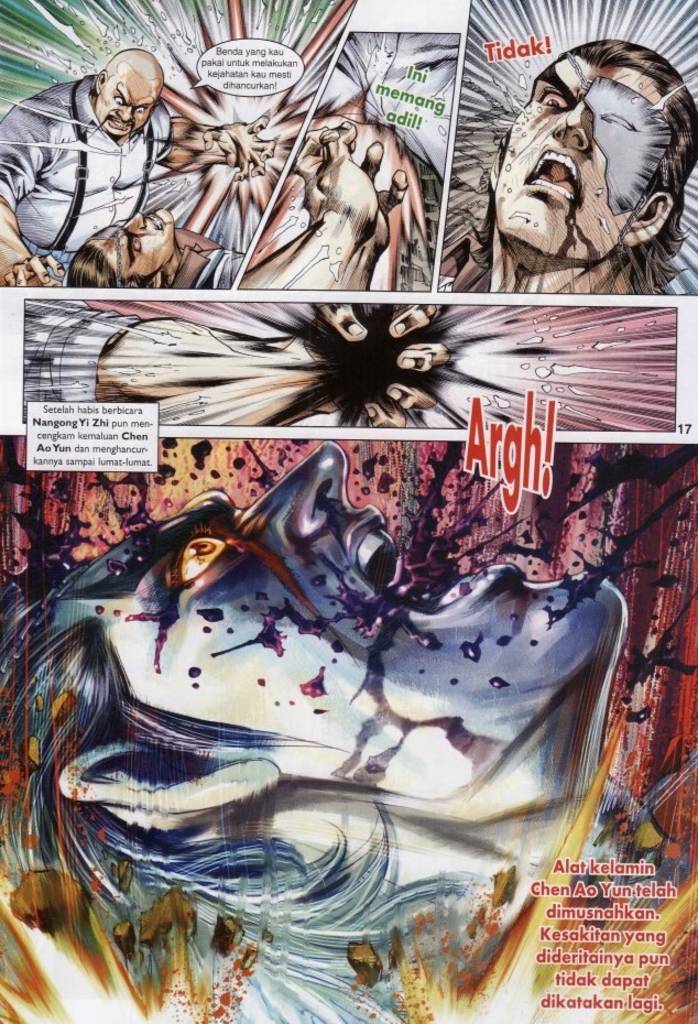 Benda yang kau
pakai untuk melakukan
kejahatan kau mesti
dihancurkan!
Ini
memang
adil!
Tidak!
Setelah habis berbicara
Nangong Yi Zhi pun men-
cengkam kemaluan Chen
Ao Yun dan menghancur-
kannya sampai lumat-lumat.
17
Argh!
Alat kelamin
Chen Ao Yun telah
dimusnahkan.
Kesakitan yang
dideritainya pun
tidak dapat
dikatakan lagi.